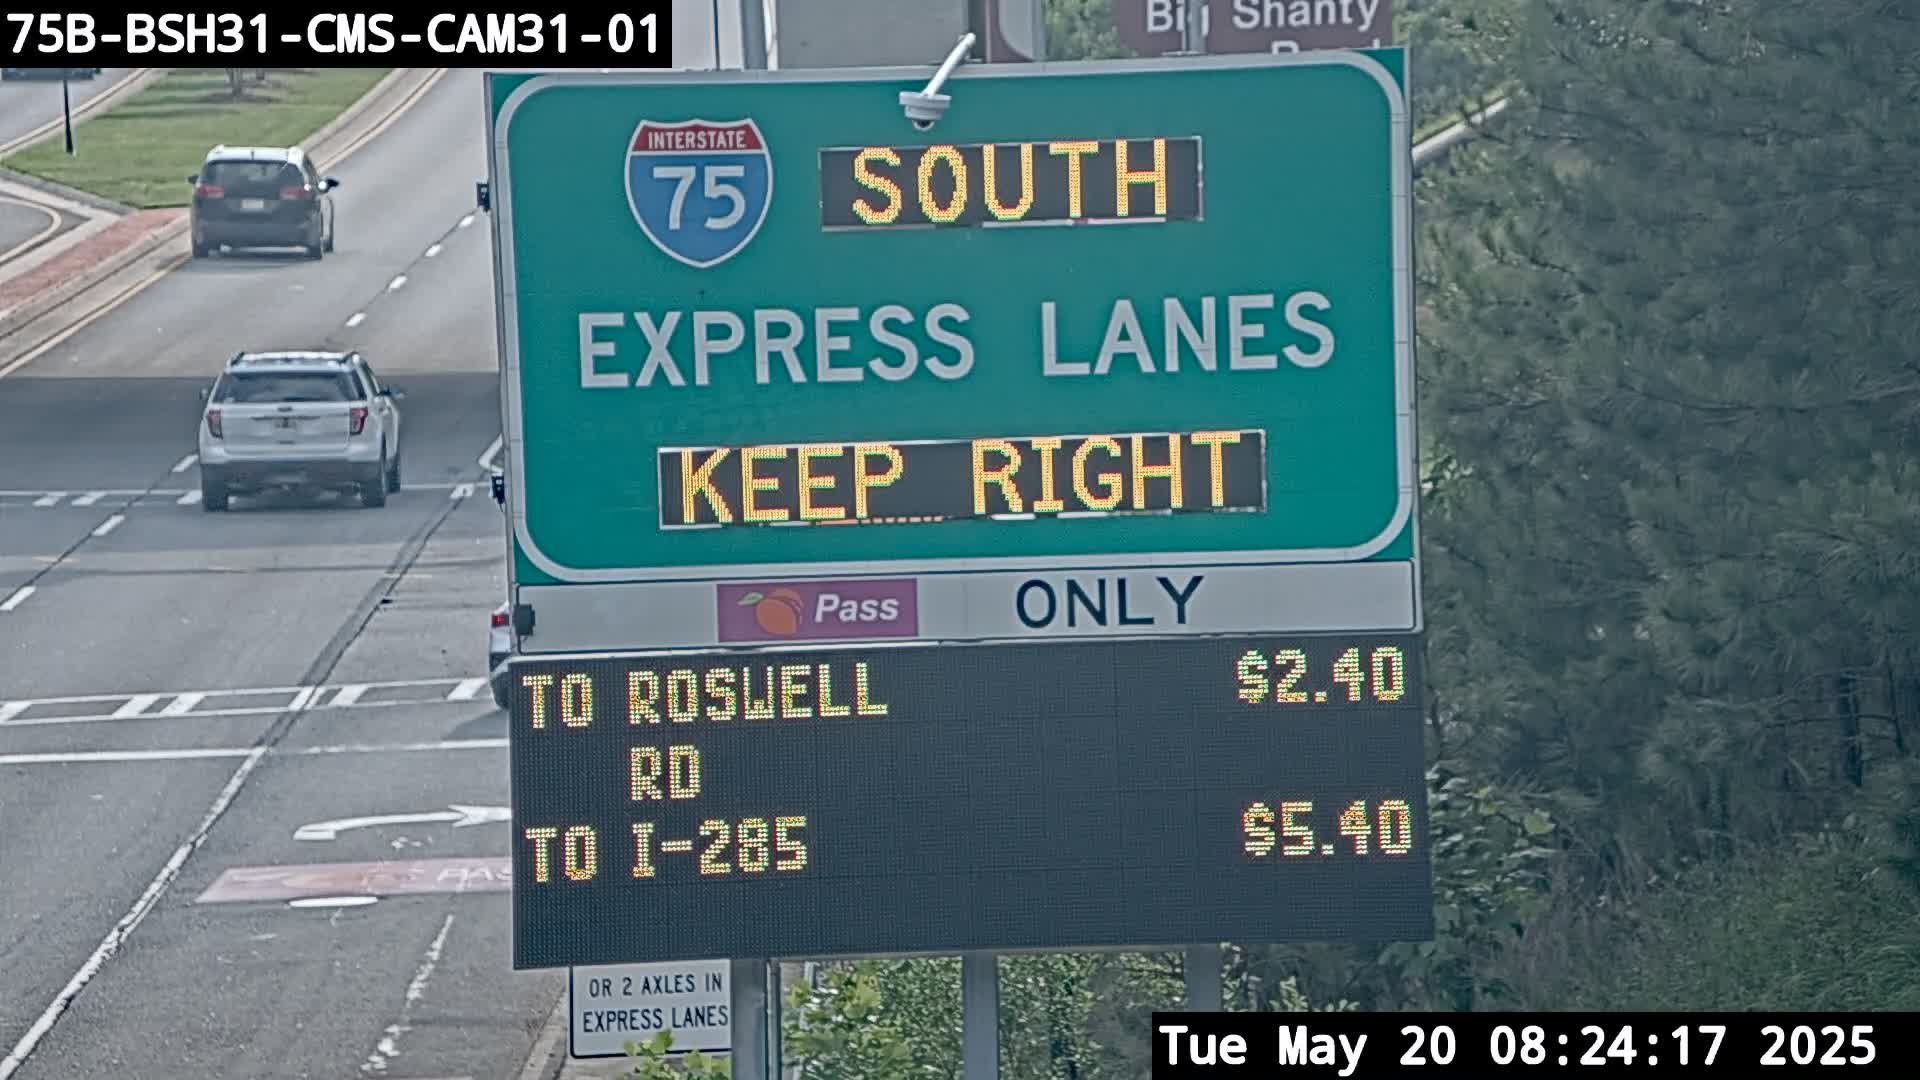 75B-BSH31-CMS-CAM31-01
Big Shanty
Road
INTERSTATE
75
SOUTH
EXPRESS LANES
KEEP RIGHT
Pass ONLY
TO ROSWELL $2.40
RD
TO I-285 $5.40
OR 2 AXLES IN
EXPRESS LANES
Tue May 20 08:24:17 2025